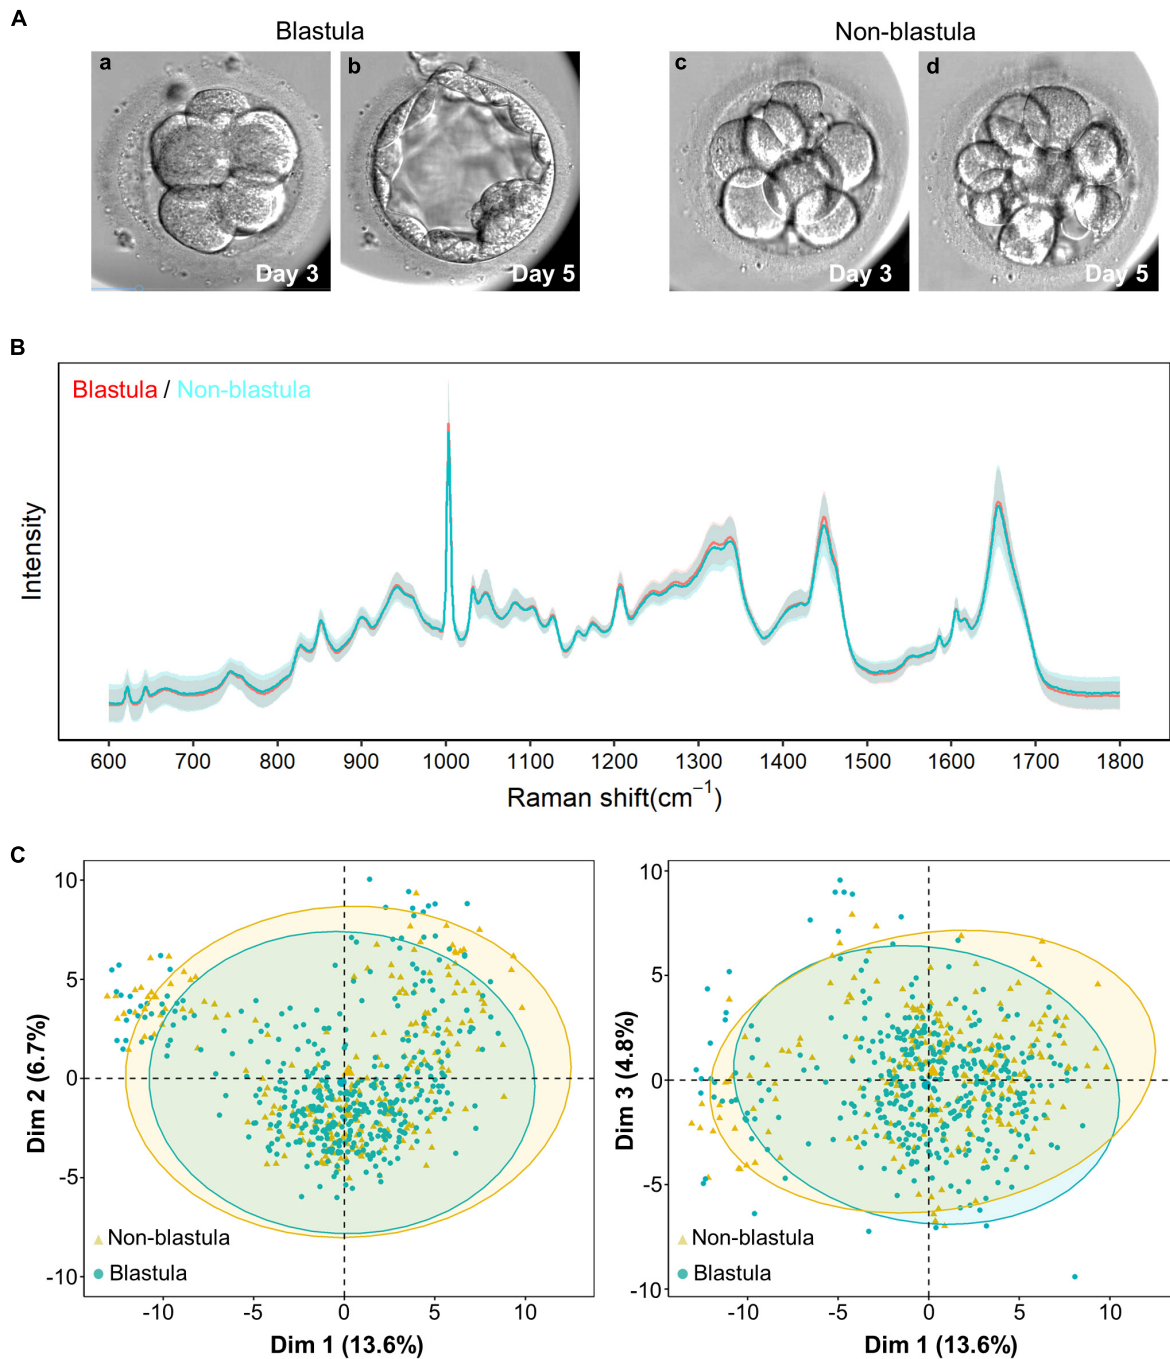 A
Blastula
Non-blastula
a
b
c
d
Day 3
Day 5
Day 3
Day 5
B
Blastula / Non-blastula
Intensity
600 700 800 900 1000 1100 1200 1300 1400 1500 1600 1700 1800
Raman shift(cm⁻¹)
C
10
5
0
-5
-10
Dim 2 (6.7%)
Non-blastula
Blastula
-10 -5 0 5 10
Dim 1 (13.6%)
10
5
0
-5
-10
Dim 3 (4.8%)
Non-blastula
Blastula
-10 -5 0 5 10
Dim 1 (13.6%)